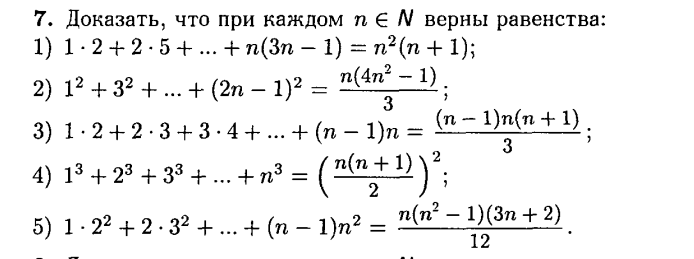 7. Доказать, что при каждом n ∈ N верны равенства:
1) 1 · 2 + 2 · 5 + ... + n(3n − 1) = n²(n + 1);
2) 1² + 3² + ... + (2n − 1)² = n(4n² − 1)/3;
3) 1 · 2 + 2 · 3 + 3 · 4 + ... + (n − 1)n = (n − 1)n(n + 1)/3;
4) 1³ + 2³ + 3³ + ... + n³ = (n(n + 1)/2)²;
5) 1 · 2² + 2 · 3² + ... + (n − 1)n² = n(n² − 1)(3n + 2)/12.